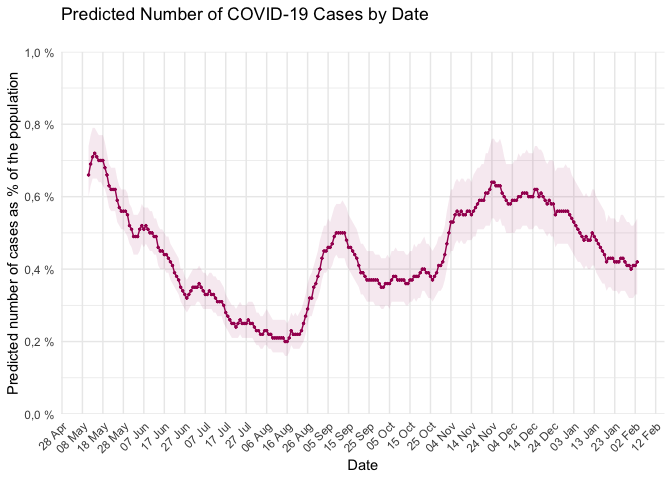 Predicted Number of COVID-19 Cases by Date
Predicted number of cases as % of the population
1,0 %
0,8 %
0,6 %
0,4 %
0,2 %
0,0 %
28 Apr
08 May
18 May
28 May
07 Jun
17 Jun
27 Jun
07 Jul
17 Jul
27 Jul
06 Aug
16 Aug
26 Aug
05 Sep
15 Sep
25 Sep
05 Oct
15 Oct
25 Oct
04 Nov
14 Nov
24 Nov
04 Dec
14 Dec
24 Dec
03 Jan
13 Jan
23 Jan
02 Feb
12 Feb
Date